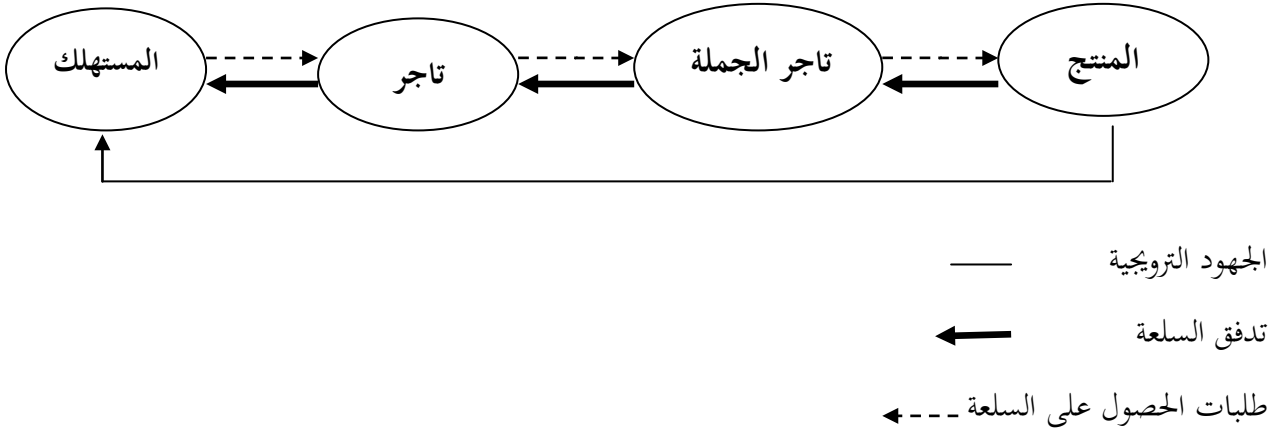 المنتج
تاجر الجملة
تاجر
المستهلك
الجهود الترويجية
تدفق السلعة
طلبات الحصول على السلعة